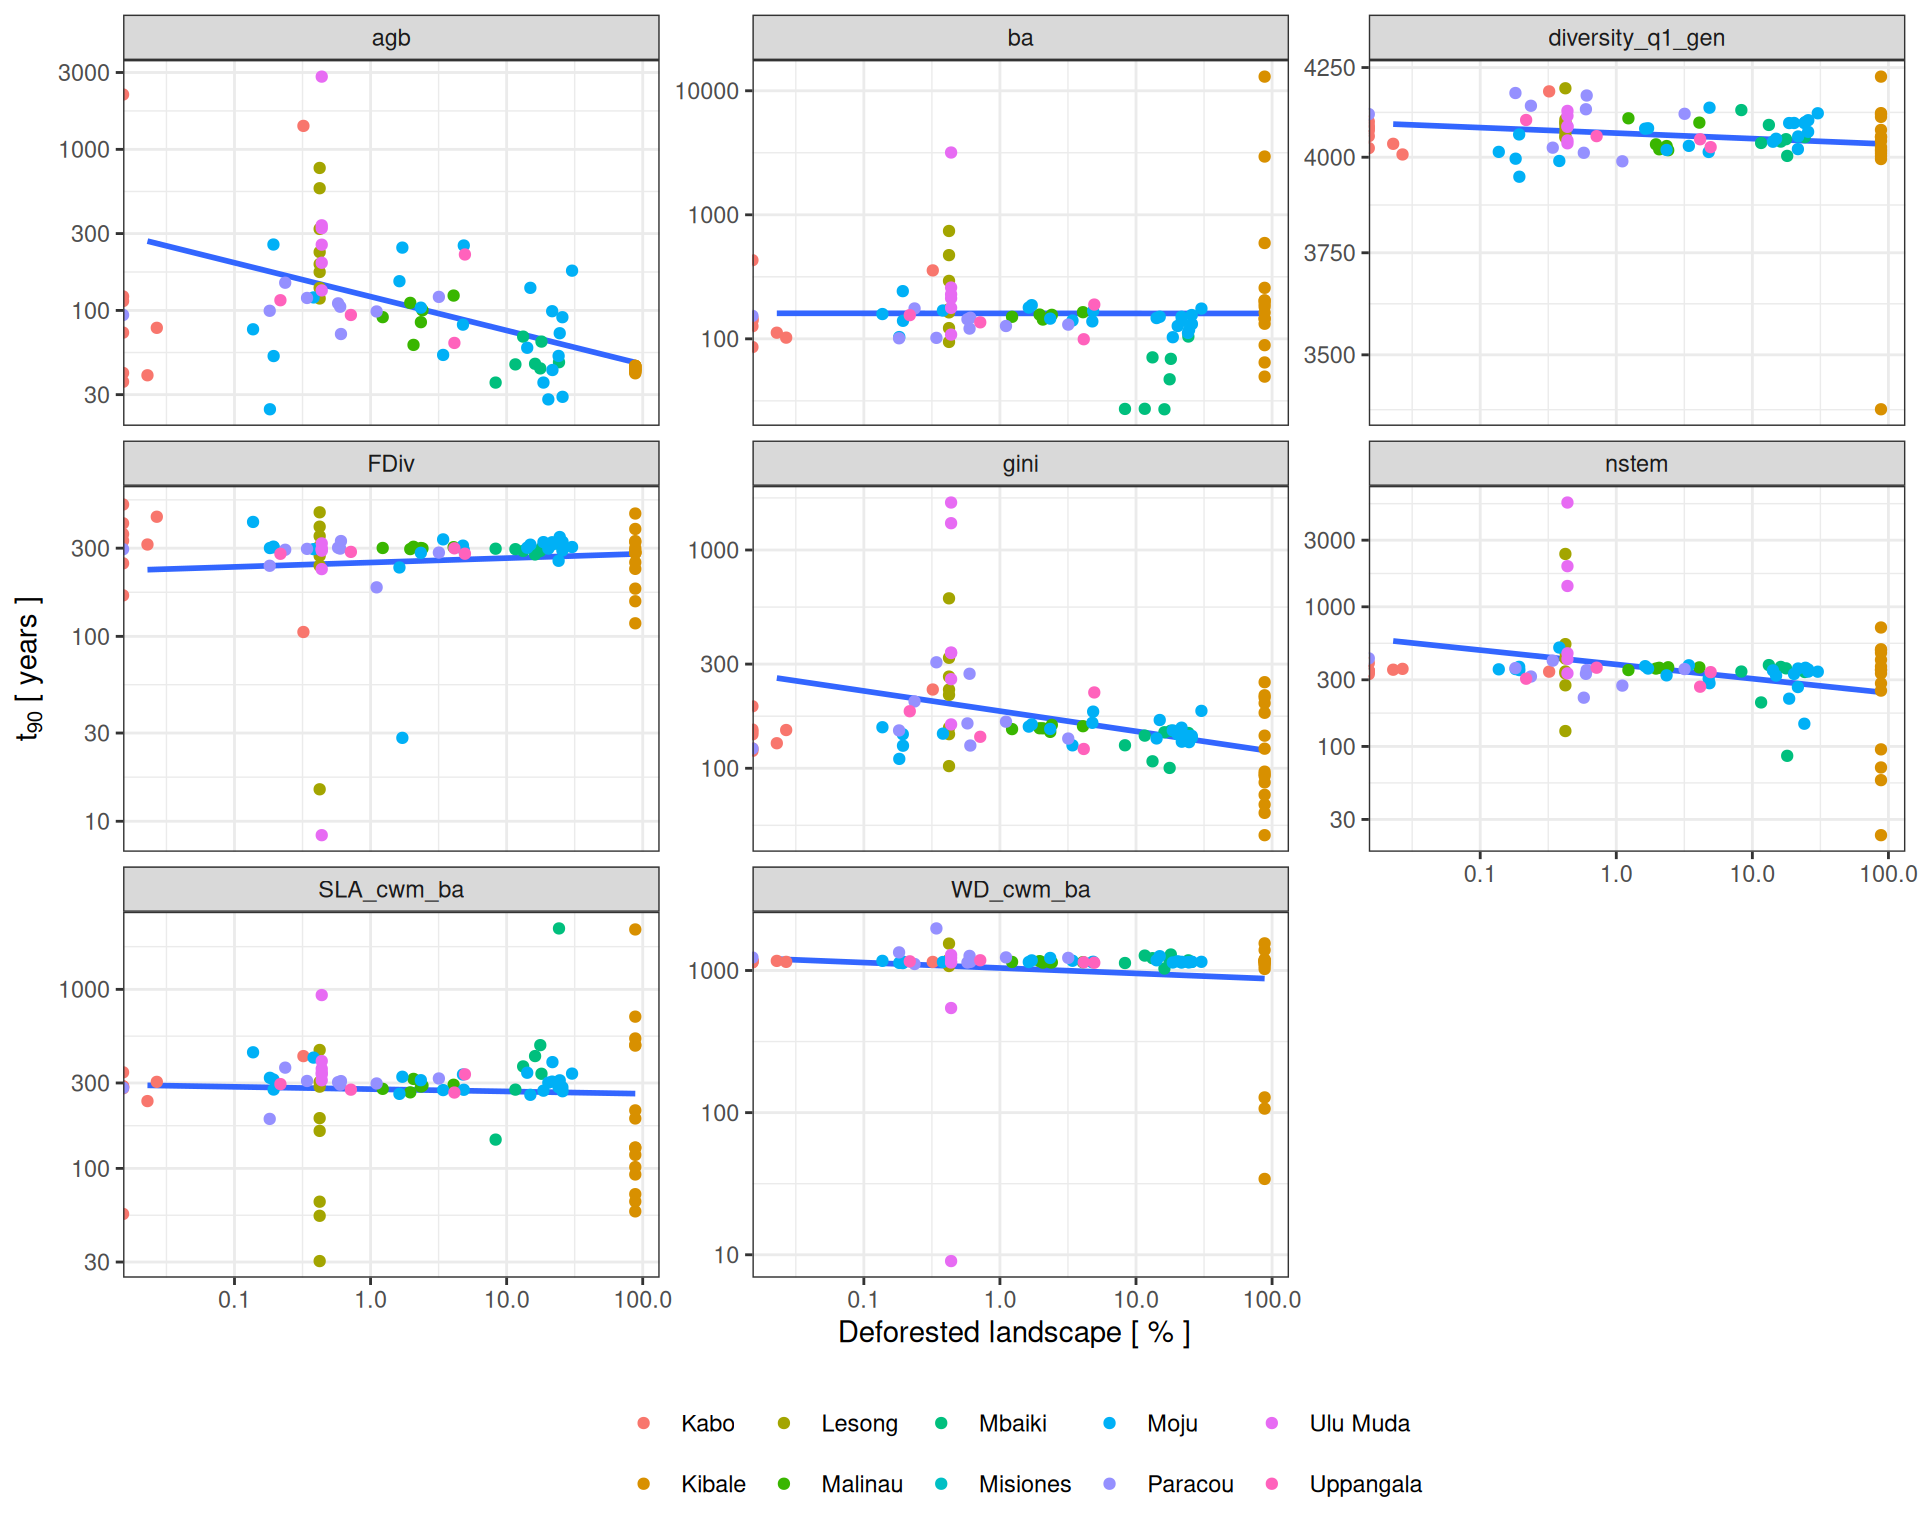 agb
ba
diversity_q1_gen
3000
1000
300
100
30
10000
1000
100
4250
4000
3750
3500
FDiv
gini
nstem
300
100
30
10
1000
300
100
3000
1000
300
100
30
0.1 1.0 10.0 100.0
SLA_cwm_ba
WD_cwm_ba
1000
300
100
30
1000
100
10
0.1 1.0 10.0 100.0
0.1 1.0 10.0 100.0
t90 [ years ]
Deforested landscape [ % ]
Kabo Lesong Mbaiki Moju Ulu Muda
Kibale Malinau Misiones Paracou Uppangala